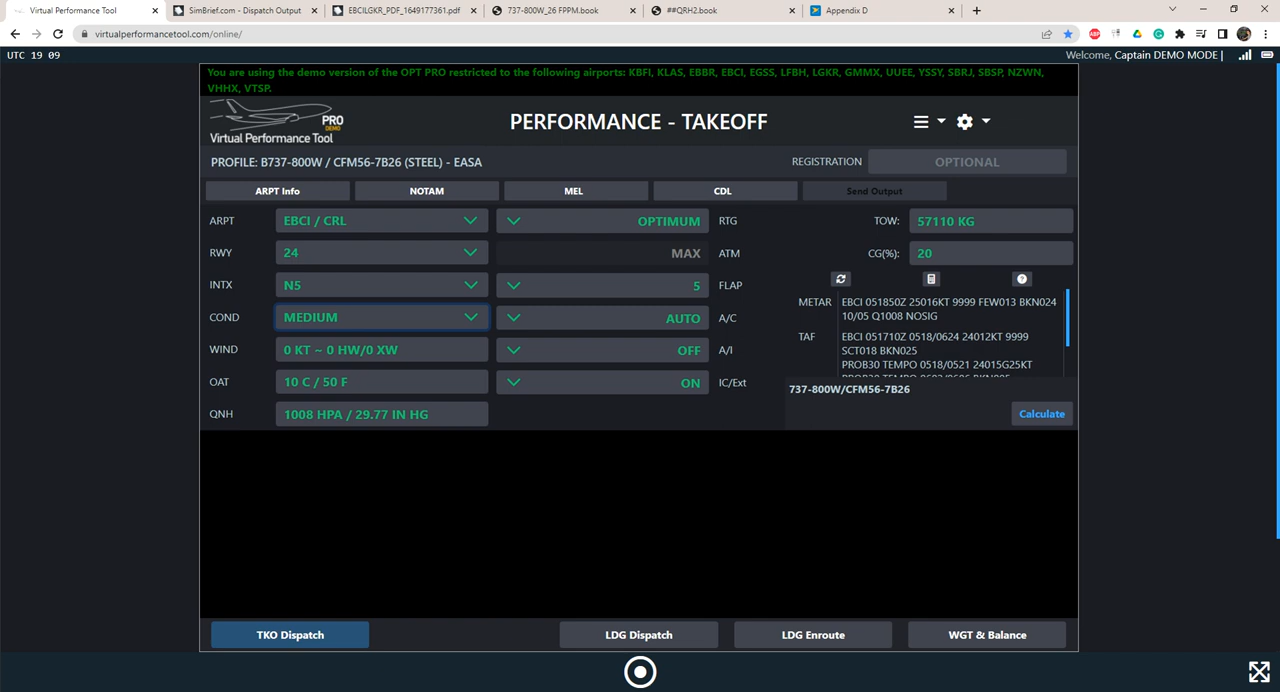 Virtual Performance Tool
SimBrief.com - Dispatch Output
EBCILGKR_PDF_1649177361.pdf
737-800W_26 FPPM.book
##QRH2.book
Appendix D
virtualperformancetool.com/online/
UTC 19 09
Welcome, Captain DEMO MODE |
You are using the demo version of the OPT PRO restricted to the following airports: KBFI, KLAS, EBBR, EBCI, EGSS, LFBH, LGKR, GMMX, UUEE, YSSY, SBRJ, SBSP, NZWN,
VHHX, VTSP.
PRO
DEMO
Virtual Performance Tool
PERFORMANCE - TAKEOFF
PROFILE: B737-800W / CFM56-7B26 (STEEL) - EASA
REGISTRATION
OPTIONAL
ARPT Info
NOTAM
MEL
CDL
Send Output
ARPT
EBCI / CRL
OPTIMUM
RTG
TOW:
57110 KG
RWY
24
MAX
ATM
CG(%):
20
INTX
N5
5
FLAP
COND
MEDIUM
AUTO
A/C
WIND
0 KT ~ 0 HW/0 XW
OFF
A/I
OAT
10 C / 50 F
ON
IC/Ext
QNH
1008 HPA / 29.77 IN HG
METAR
EBCI 051850Z 25016KT 9999 FEW013 BKN024
10/05 Q1008 NOSIG
TAF
EBCI 051710Z 0518/0624 24012KT 9999
SCT018 BKN025
PROB30 TEMPO 0518/0521 24015G25KT
737-800W/CFM56-7B26
Calculate
TKO Dispatch
LDG Dispatch
LDG Enroute
WGT & Balance